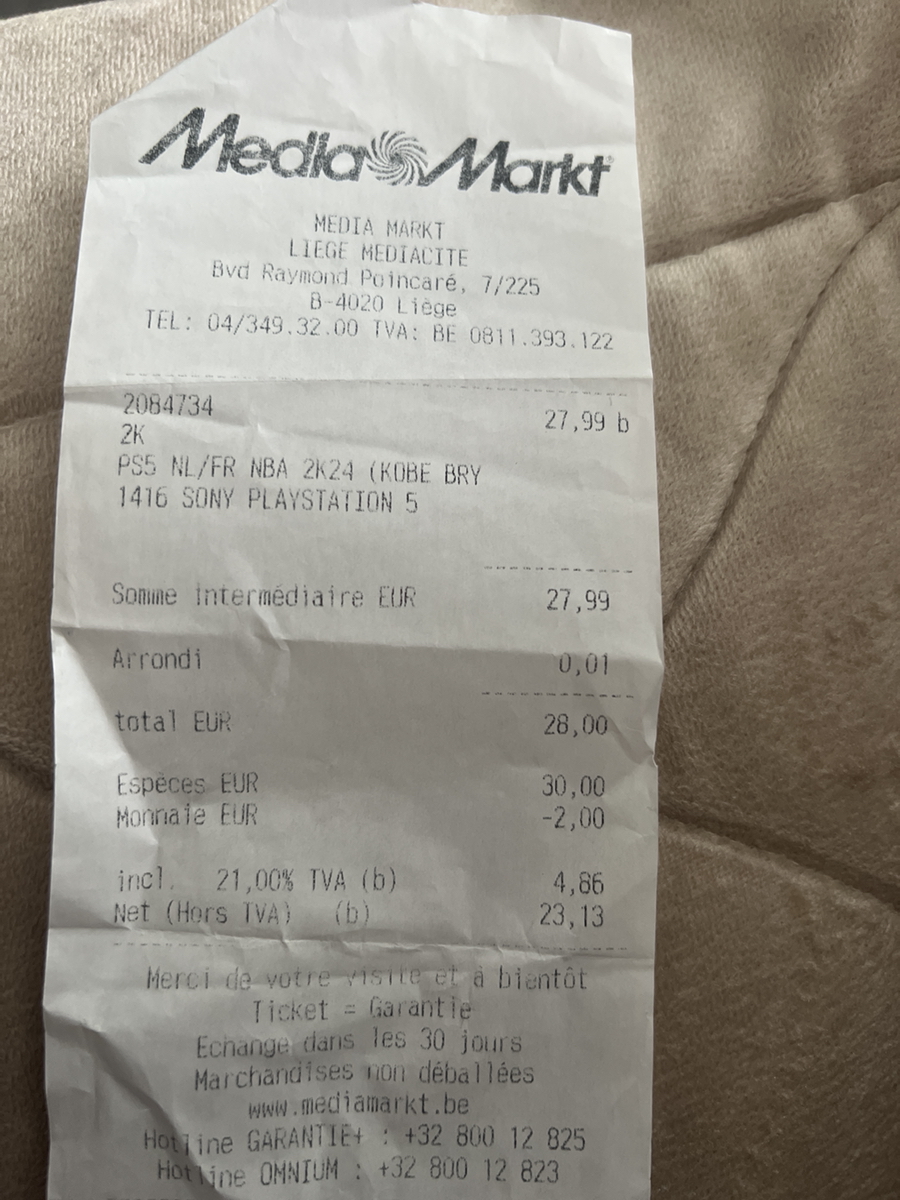 Media Markt
MEDIA MARKT
LIEGE MEDIACITE
Bvd Raymond Poincaré, 7/225
B-4020 Liège
TEL: 04/349.32.00 TVA: BE 0811.393.122
2084734 27,99 b
2K
PS5 NL/FR NBA 2K24 (KOBE BRY
1416 SONY PLAYSTATION 5
Somme intermédiaire EUR 27,99
Arrondi 0,01
total EUR 28,00
Espèces EUR 30,00
Monnaie EUR -2,00
incl. 21,00% TVA (b) 4,86
Net (Hors TVA) (b) 23,13
Merci de votre visite et à bientôt
Ticket = Garantie
Echange dans les 30 jours
Marchandises non déballées
www.mediamarkt.be
Hotline GARANTIE+ : +32 800 12 825
Hotline OMNIUM : +32 800 12 823